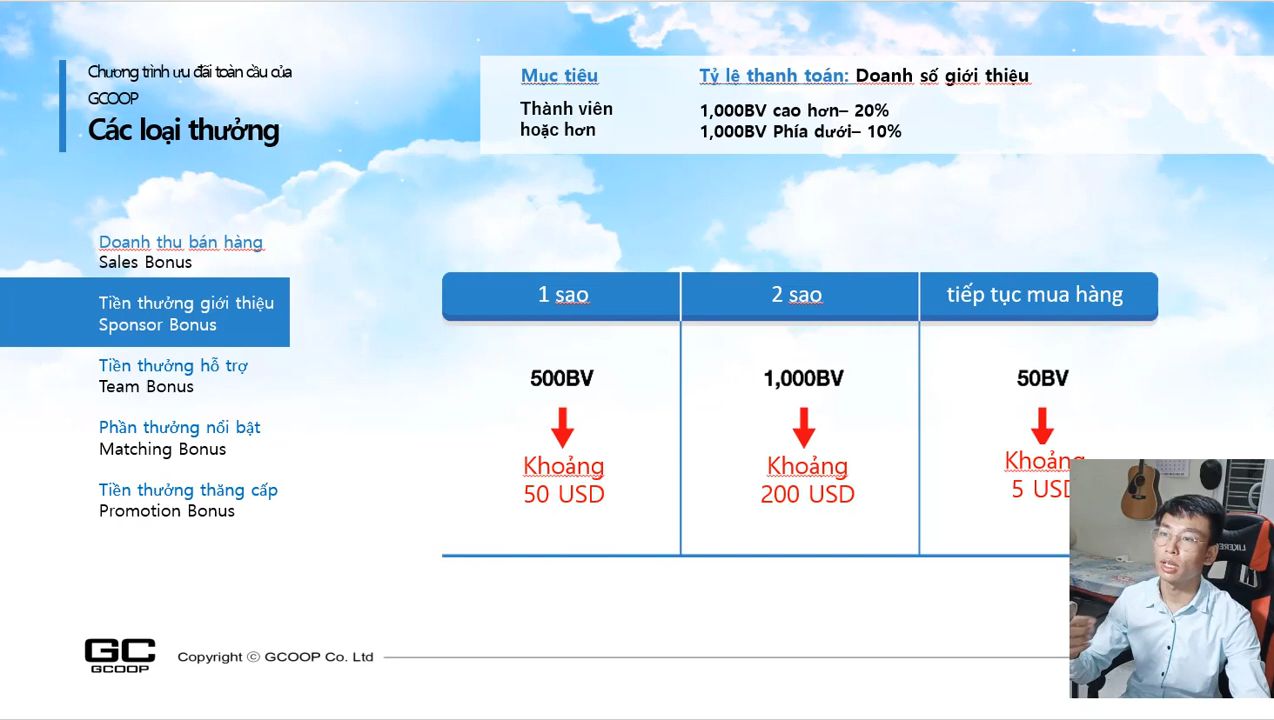 Chương trình ưu đãi toàn cầu của
GCOOP
Các loại thưởng
Mục tiêu
Thành viên
hoặc hơn
Tỷ lệ thanh toán: Doanh số giới thiệu
1,000BV cao hơn– 20%
1,000BV Phía dưới– 10%
Doanh thu bán hàng
Sales Bonus
Tiền thưởng giới thiệu
Sponsor Bonus
Tiền thưởng hỗ trợ
Team Bonus
Phần thưởng nổi bật
Matching Bonus
Tiền thưởng thăng cấp
Promotion Bonus
1 sao
2 sao
tiếp tục mua hàng
500BV
1,000BV
50BV
Khoảng
50 USD
Khoảng
200 USD
Khoảng
5 USD
GC
GCOOP
Copyright ⓒ GCOOP Co. Ltd